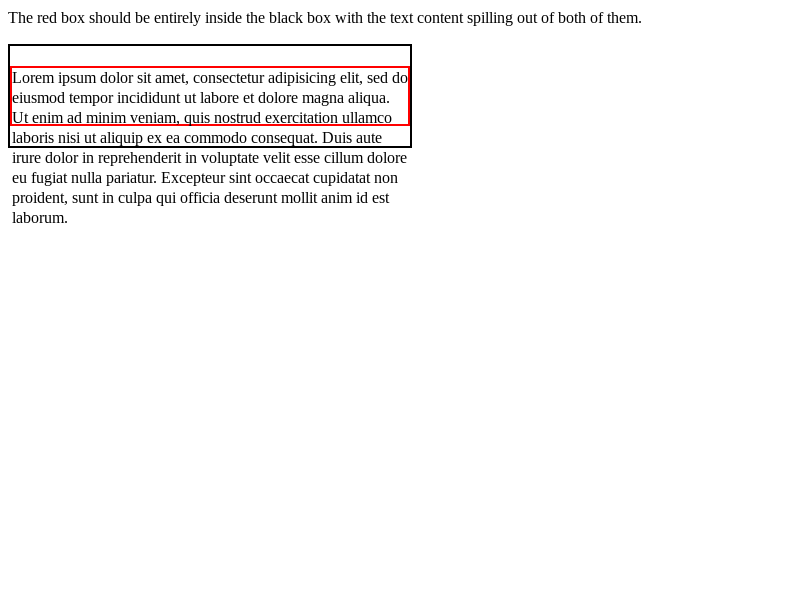 The red box should be entirely inside the black box with the text content spilling out of both of them.
Lorem ipsum dolor sit amet, consectetur adipisicing elit, sed do
eiusmod tempor incididunt ut labore et dolore magna aliqua.
Ut enim ad minim veniam, quis nostrud exercitation ullamco
laboris nisi ut aliquip ex ea commodo consequat. Duis aute
irure dolor in reprehenderit in voluptate velit esse cillum dolore
eu fugiat nulla pariatur. Excepteur sint occaecat cupidatat non
proident, sunt in culpa qui officia deserunt mollit anim id est
laborum.